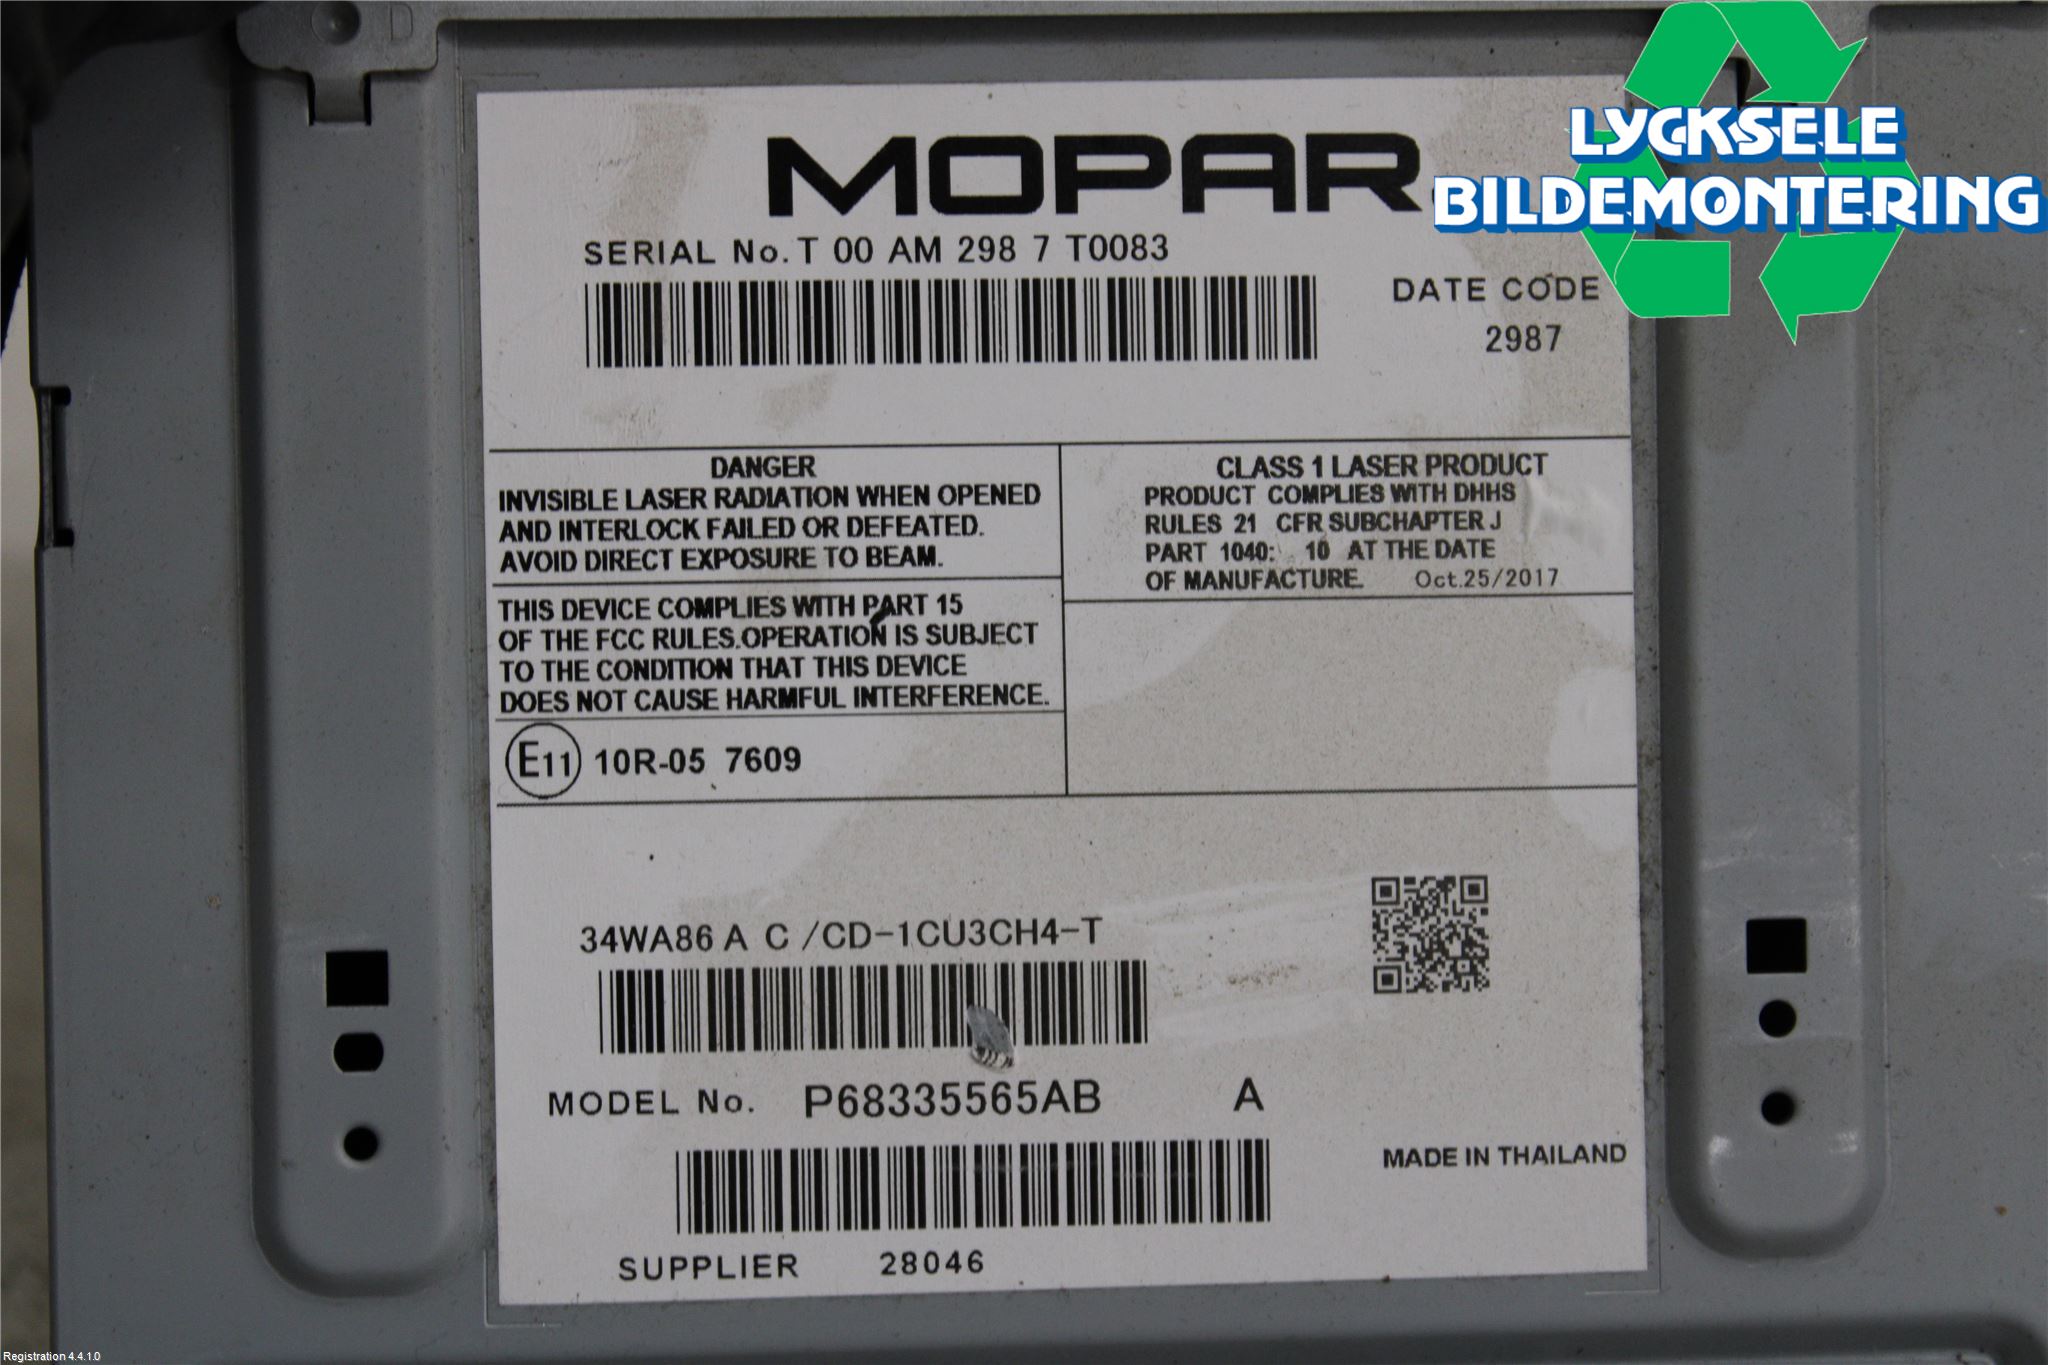 D
LYCKSELE
BILDEMONTERING
MOPAR
SERIAL No. T 00 AM 298 7 T0083
DATE CODE
2987
DANGER
INVISIBLE LASER RADIATION WHEN OPENED
AND INTERLOCK FAILED OR DEFEATED.
AVOID DIRECT EXPOSURE TO BEAM.
CLASS 1 LASER PRODUCT
PRODUCT COMPLIES WITH DHHS
RULES 21 CFR SUBCHAPTER J
PART 1040: 10 AT THE DATE
OF MANUFACTURE. Oct.25/2017
THIS DEVICE COMPLIES WITH PART 15
OF THE FCC RULES.OPERATION IS SUBJECT
TO THE CONDITION THAT THIS DEVICE
DOES NOT CAUSE HARMFUL INTERFERENCE.
E11 10R-05 7609
34WA86 A C /CD-1CU3CH4-T
MODEL No. P68335565AB A
MADE IN THAILAND
SUPPLIER 28046
Registration 4.4.1.0